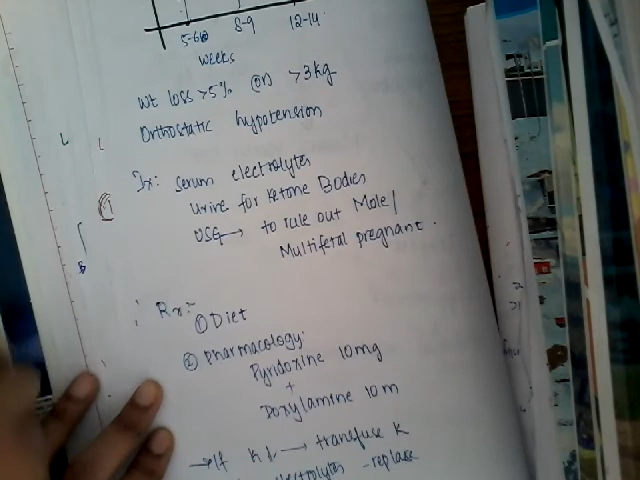 5-6 8-9 12-14
weeks
Wt loss >5% (or) >3kg
Orthostatic hypotension
Ix: serum electrolytes
urine for Ketone Bodies
USG → to rule out Mole/
Multifetal pregnant.
Rx:-
① Diet
② Pharmacology:
Pyridoxine 10mg
+
Doxylamine 10m
→ If K↓ → transfuse K
electrolytes - replase